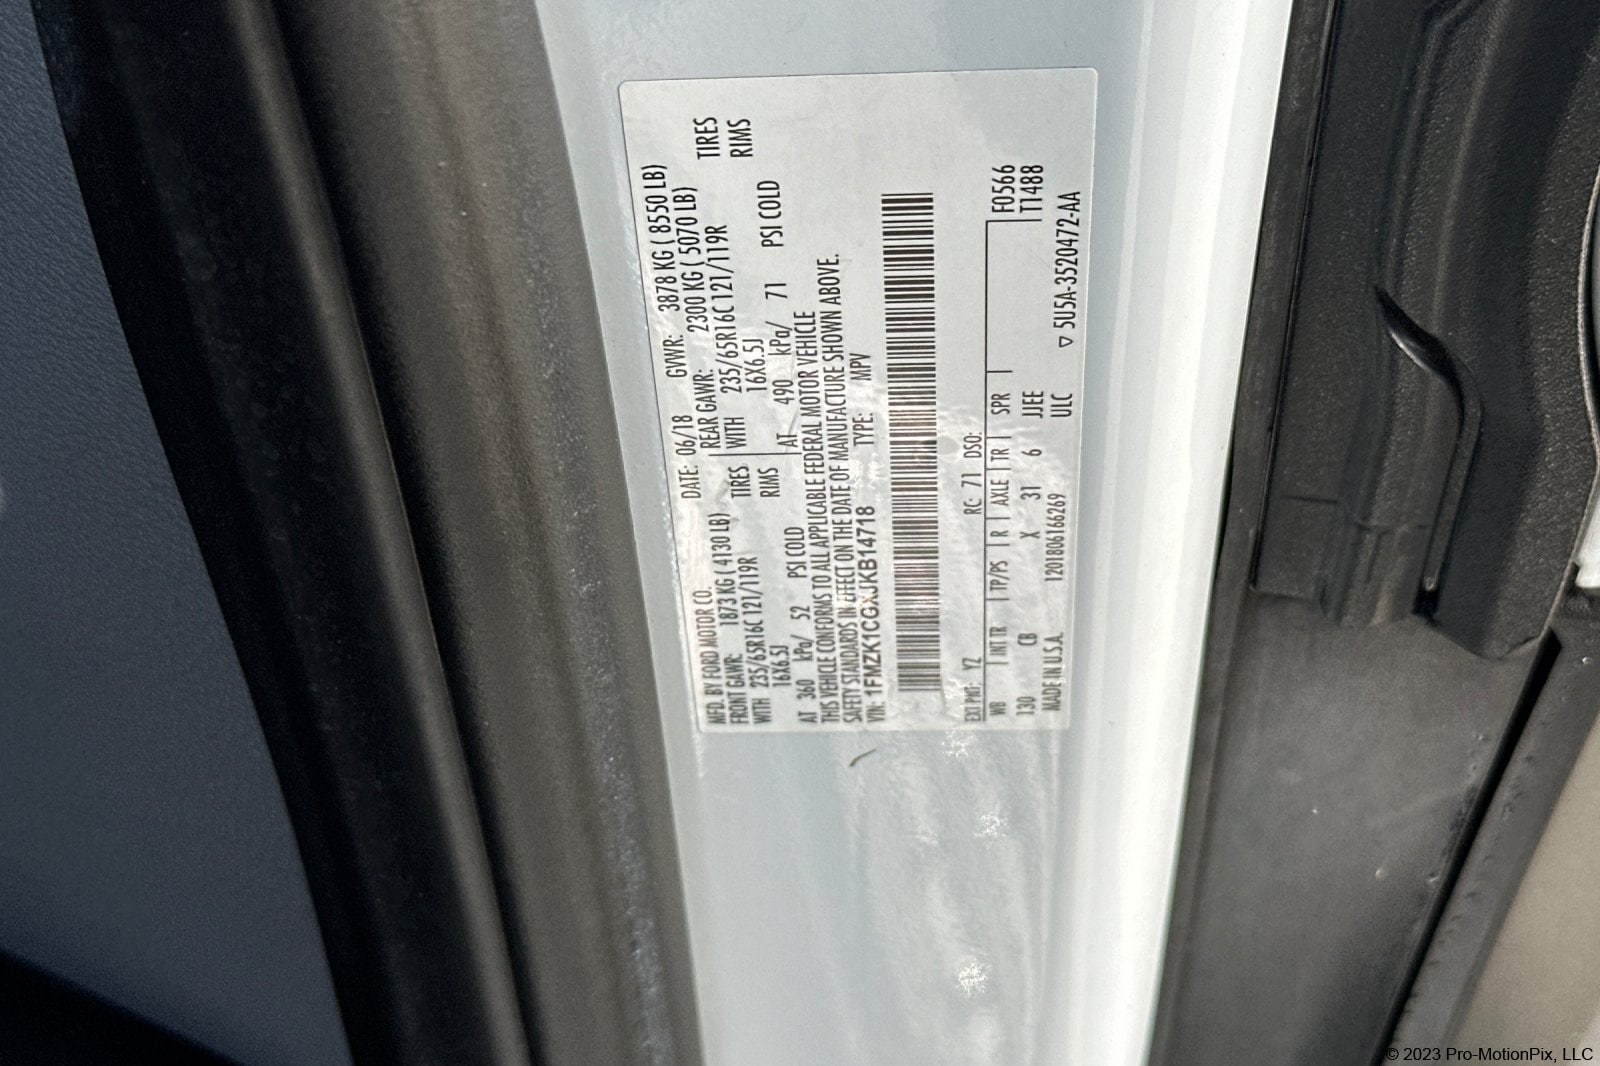 MFD. BY FORD MOTOR CO.
DATE: 06/18 GVWR: 3878 KG ( 8550 LB)
FRONT GAWR: 1873 KG ( 4130 LB) REAR GAWR: 2300 KG ( 5070 LB)
WITH 235/65R16C 121/119R TIRES WITH 235/65R16C 121/119R TIRES
16X6.5J RIMS 16X6.5J RIMS
AT 360 kPa/ 52 PSI COLD AT 490 kPa/ 71 PSI COLD
THIS VEHICLE CONFORMS TO ALL APPLICABLE FEDERAL MOTOR VEHICLE
SAFETY STANDARDS IN EFFECT ON THE DATE OF MANUFACTURE SHOWN ABOVE.
VIN: 1FMZK1CGXJKB14718 TYPE: MPV
EXT PNT: YZ RC: 71 DSO:
WB INT TR TP/PS R AXLE TR SPR F0566
130 CB X 31 6 JJEE T1488
MADE IN U.S.A. 1201806166269 ULC ▽ 5U5A-3520472-AA
© 2023 Pro-MotionPix, LLC